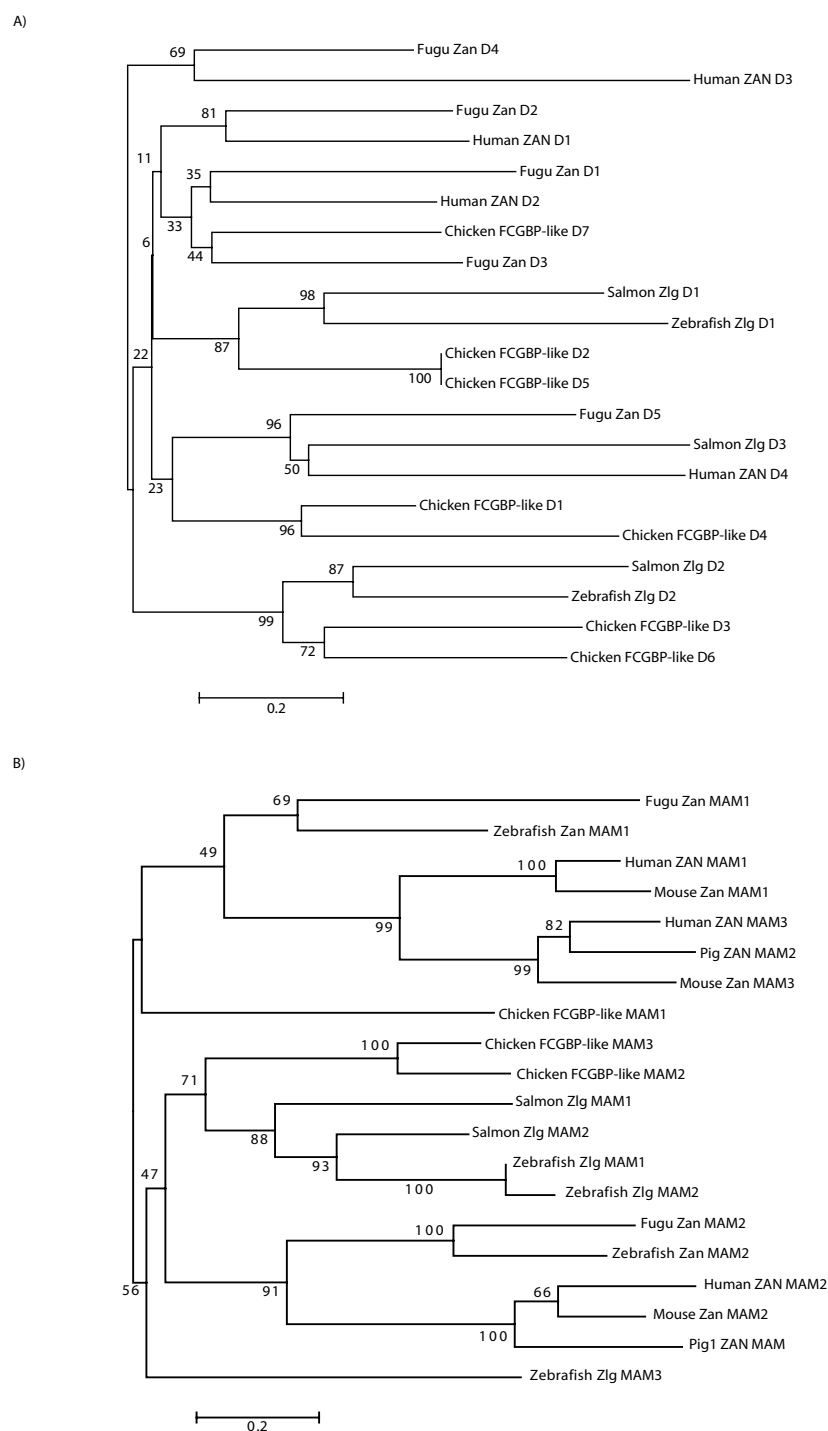 A)
69
Fugu Zan D4
Human ZAN D3
81
Fugu Zan D2
Human ZAN D1
11
35
Fugu Zan D1
Human ZAN D2
33
Chicken FCGBP-like D7
44
Fugu Zan D3
6
98
Salmon Zlg D1
Zebrafish Zlg D1
87
Chicken FCGBP-like D2
100
Chicken FCGBP-like D5
22
96
Fugu Zan D5
Salmon Zlg D3
50
Human ZAN D4
23
Chicken FCGBP-like D1
96
Chicken FCGBP-like D4
87
Salmon Zlg D2
Zebrafish Zlg D2
99
Chicken FCGBP-like D3
72
Chicken FCGBP-like D6
0.2
B)
69
Fugu Zan MAM1
Zebrafish Zan MAM1
49
100
Human ZAN MAM1
Mouse Zan MAM1
99
82
Human ZAN MAM3
Pig ZAN MAM2
99
Mouse Zan MAM3
Chicken FCGBP-like MAM1
100
Chicken FCGBP-like MAM3
Chicken FCGBP-like MAM2
71
Salmon Zlg MAM1
88
Salmon Zlg MAM2
93
Zebrafish Zlg MAM1
100
Zebrafish Zlg MAM2
47
100
Fugu Zan MAM2
Zebrafish Zan MAM2
56
91
66
Human ZAN MAM2
Mouse Zan MAM2
100
Pig1 ZAN MAM
Zebrafish Zlg MAM3
0.2